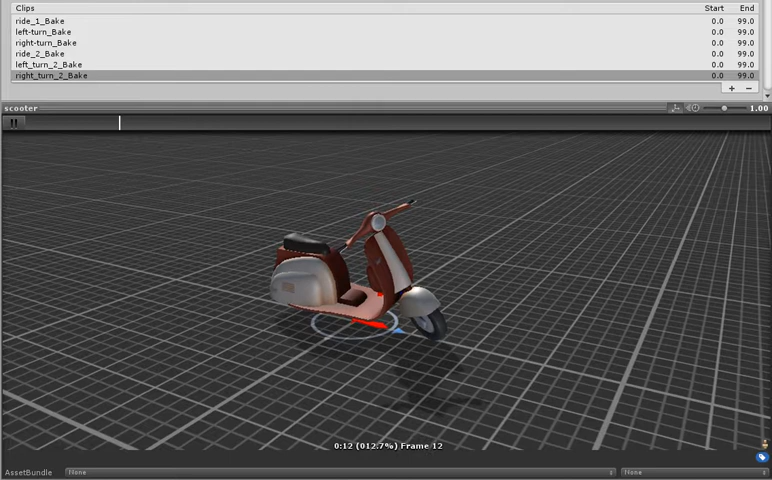 Clips Start End
ride_1_Bake 0.0 99.0
left-turn_Bake 0.0 99.0
right-turn_Bake 0.0 99.0
ride_2_Bake 0.0 99.0
left_turn_2_Bake 0.0 99.0
right_turn_2_Bake 0.0 99.0
+ −
scooter 1.00
0:12 (012.7%) Frame 12
AssetBundle None None